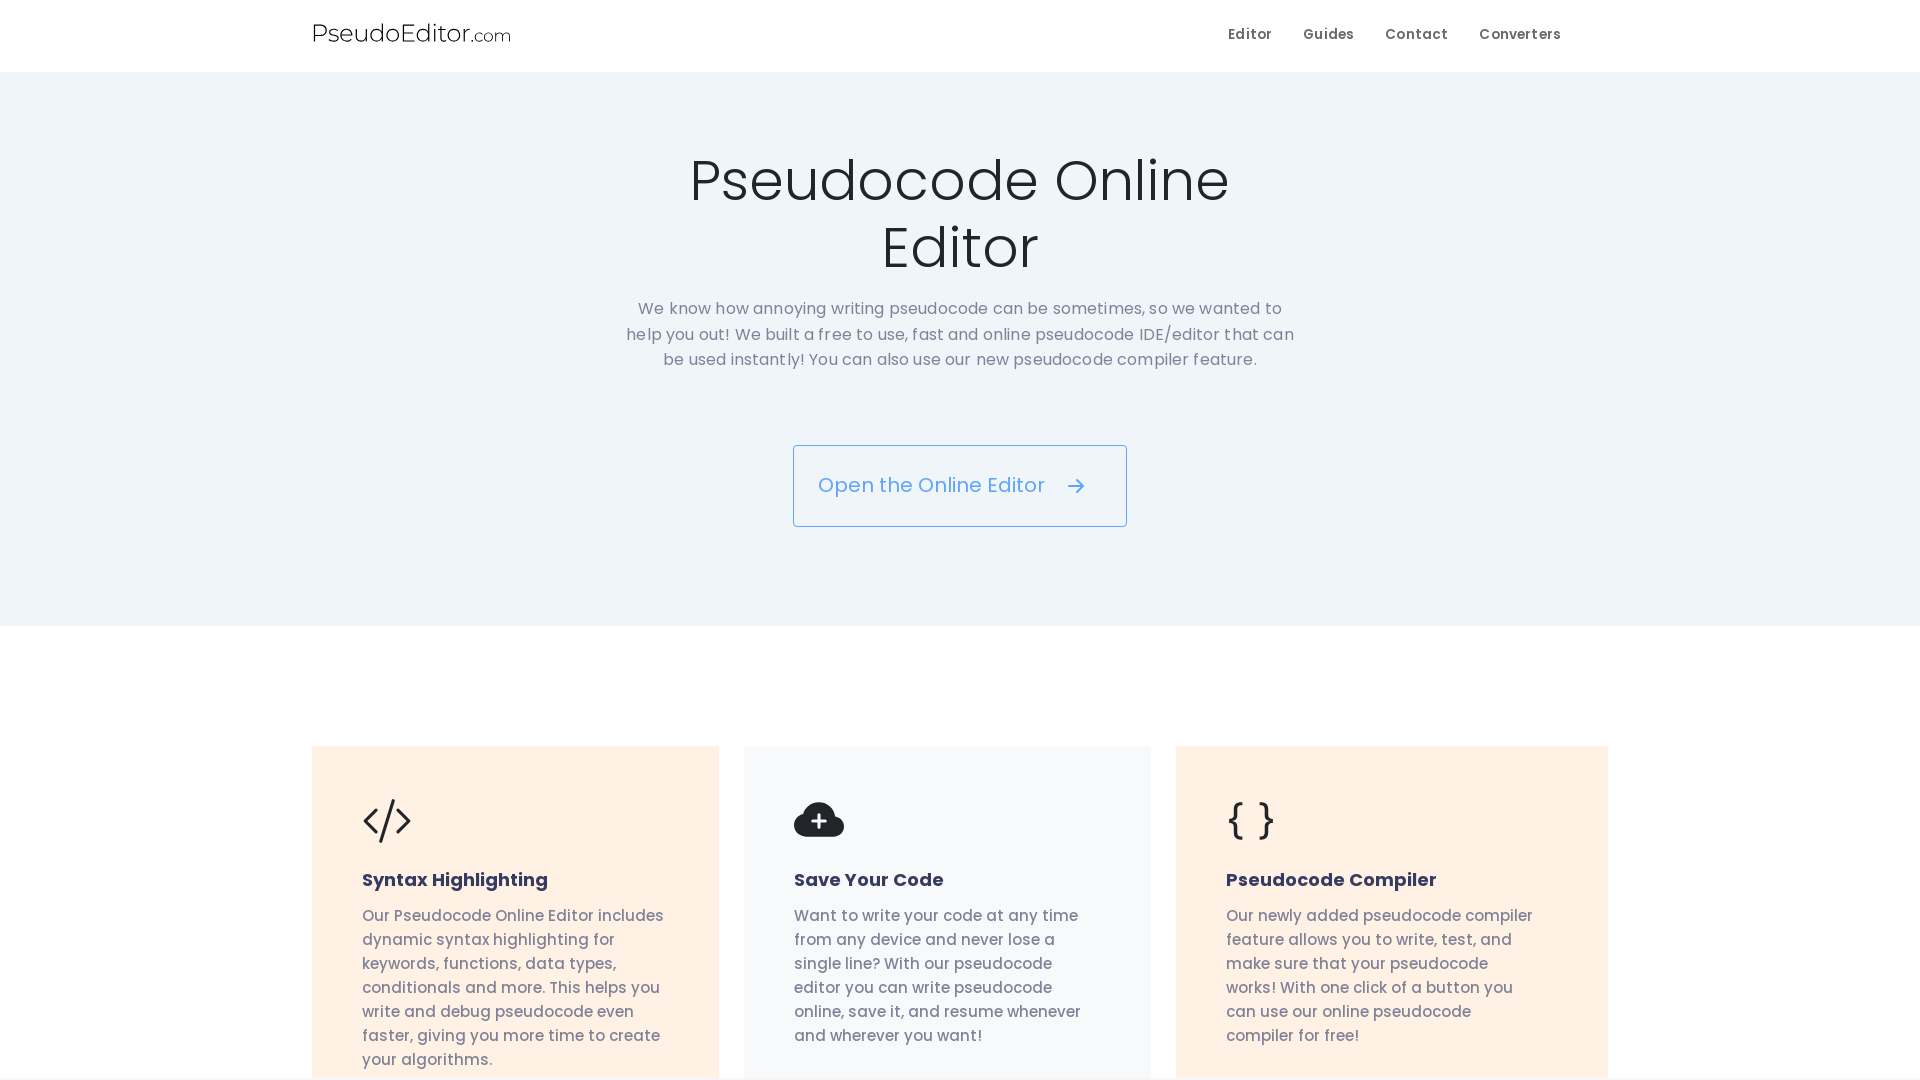 PseudoEditor.com
Editor Guides Contact Converters
Pseudocode Online
Editor
We know how annoying writing pseudocode can be sometimes, so we wanted to
help you out! We built a free to use, fast and online pseudocode IDE/editor that can
be used instantly! You can also use our new pseudocode compiler feature.
Open the Online Editor
Syntax Highlighting
Our Pseudocode Online Editor includes
dynamic syntax highlighting for
keywords, functions, data types,
conditionals and more. This helps you
write and debug pseudocode even
faster, giving you more time to create
your algorithms.
Save Your Code
Want to write your code at any time
from any device and never lose a
single line? With our pseudocode
editor you can write pseudocode
online, save it, and resume whenever
and wherever you want!
Pseudocode Compiler
Our newly added pseudocode compiler
feature allows you to write, test, and
make sure that your pseudocode
works! With one click of a button you
can use our online pseudocode
compiler for free!